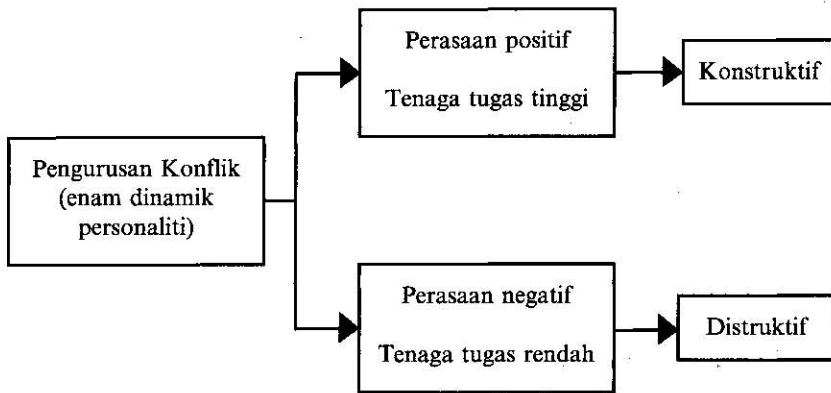 Perasaan positif
Tenaga tugas tinggi
Konstruktif
Pengurusan Konflik
(enam dinamik
personaliti)
Perasaan negatif
Tenaga tugas rendah
Distruktif